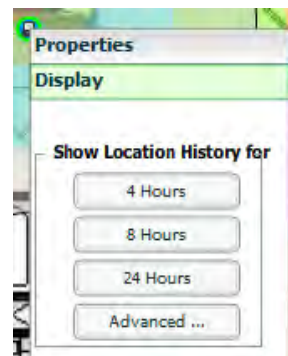 Properties
Display
Show Location History for
4 Hours
8 Hours
24 Hours
Advanced ...